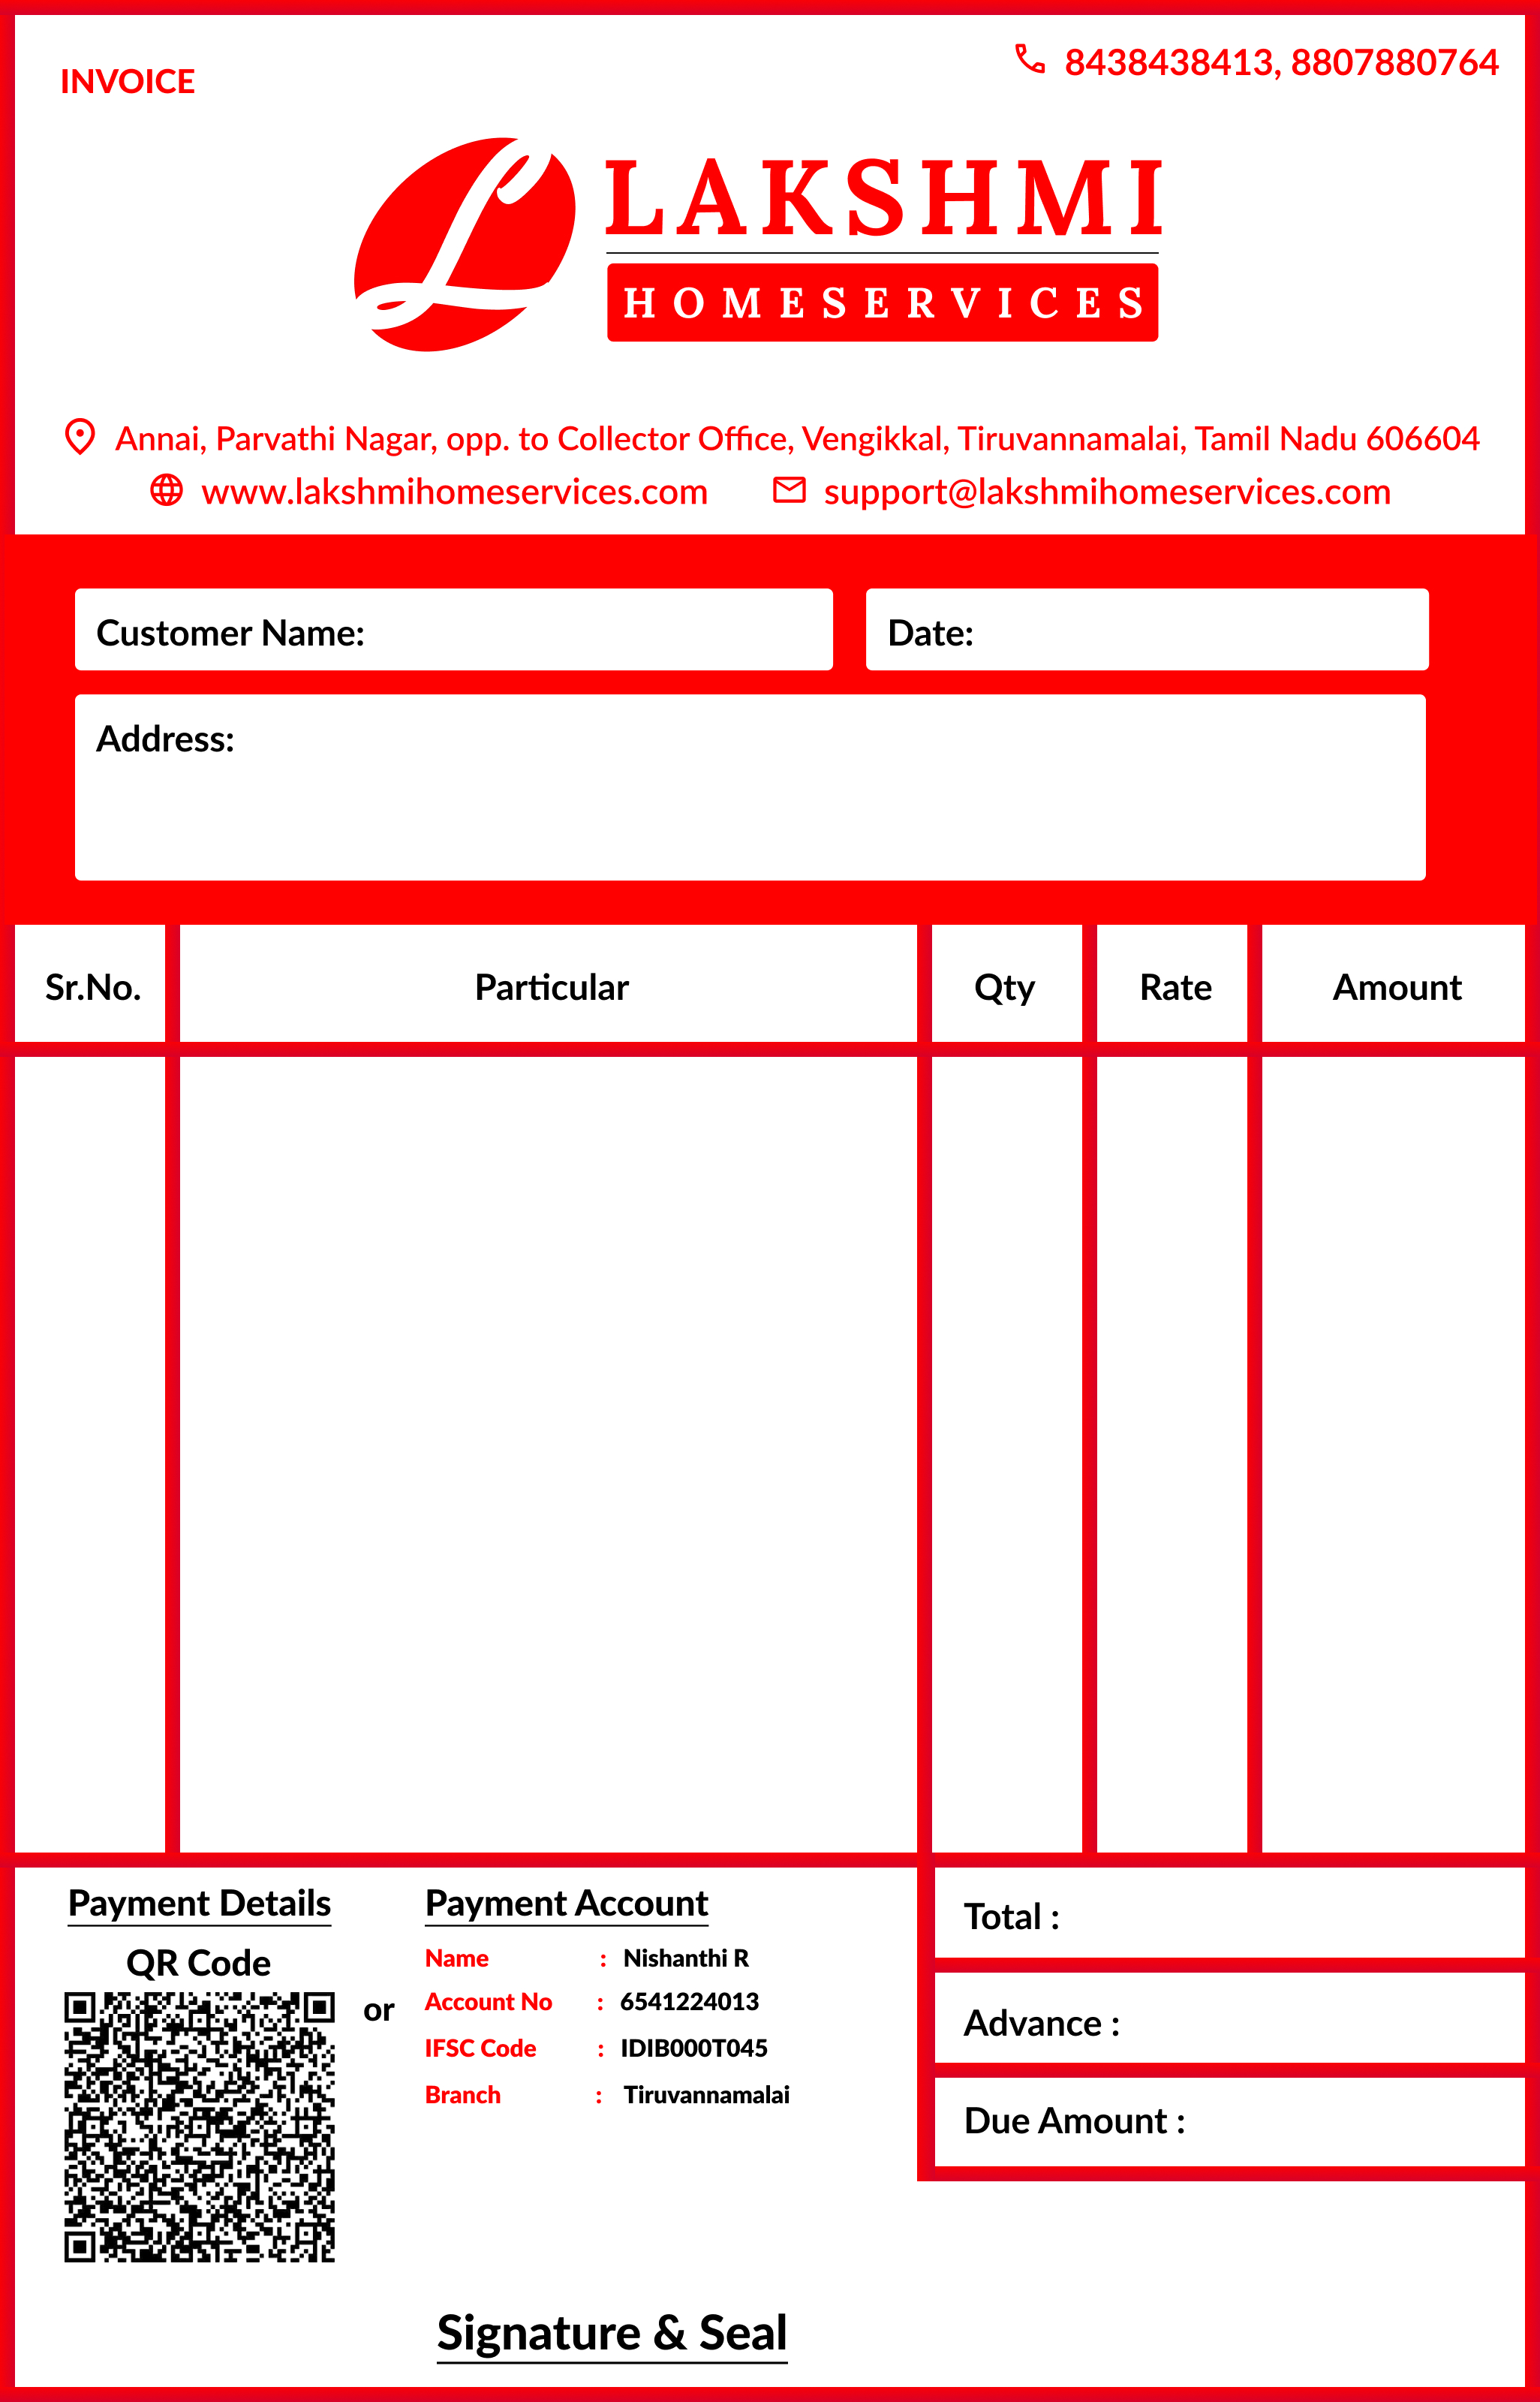 INVOICE
8438438413, 8807880764
LAKSHMI
HOMESERVICES
Annai, Parvathi Nagar, opp. to Collector Office, Vengikkal, Tiruvannamalai, Tamil Nadu 606604
www.lakshmihomeservices.com support@lakshmihomeservices.com
Customer Name: Date:
Address:
Sr.No. Particular Qty Rate Amount
Payment Details
QR Code
or
Payment Account
Name : Nishanthi R
Account No : 6541224013
IFSC Code : IDIB000T045
Branch : Tiruvannamalai
Total :
Advance :
Due Amount :
Signature & Seal